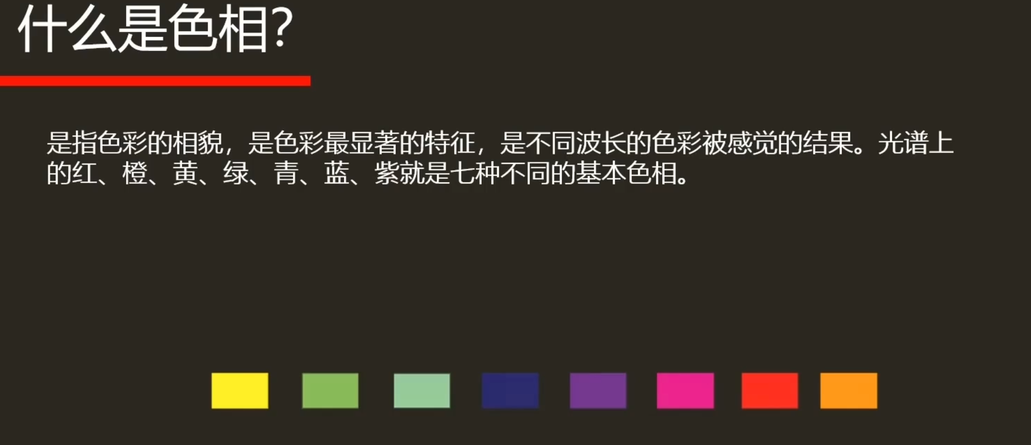 什么是色相?
是指色彩的相貌，是色彩最显著的特征，是不同波长的色彩被感觉的结果。光谱上
的红、橙、黄、绿、青、蓝、紫就是七种不同的基本色相。